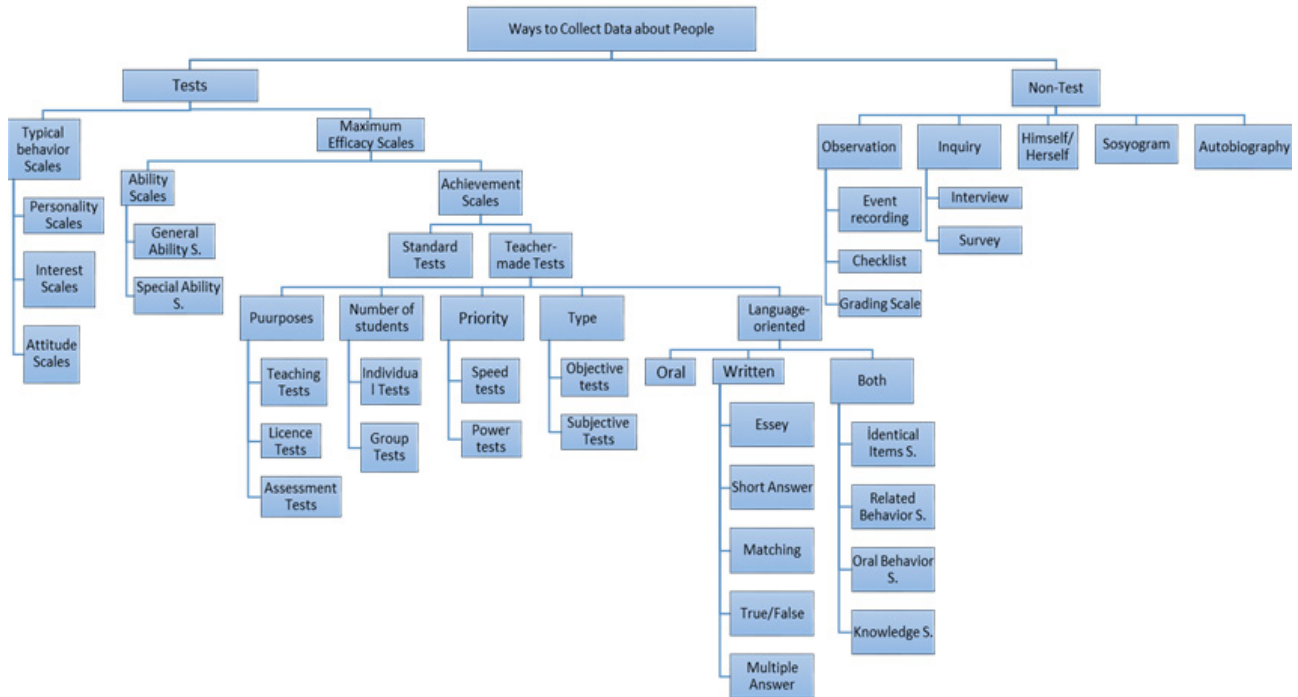 Ways to Collect Data about People
Tests
Non-Test
Typical
behavior
Scales
Maximum
Efficacy Scales
Observation
Inquiry
Himself/
Herself
Sosyogram
Autobiography
Personality
Scales
Interest
Scales
Attitude
Scales
Ability
Scales
General
Ability S.
Special Ability
S.
Achievement
Scales
Standard
Tests
Teacher-
made Tests
Event
recording
Checklist
Grading Scale
Interview
Survey
Puurposes
Teaching
Tests
Licence Tests
Assessment
Tests
Number of
students
Individua
l Tests
Group
Tests
Priority
Speed
tests
Power
tests
Type
Objective
tests
Subjective
Tests
Language-
oriented
Oral
Written
Essey
Short Answer
Matching
True/False
Multiple
Answer
Both
İdentical
Items S.
Related
Behavior S.
Oral Behavior
S.
Knowledge S.